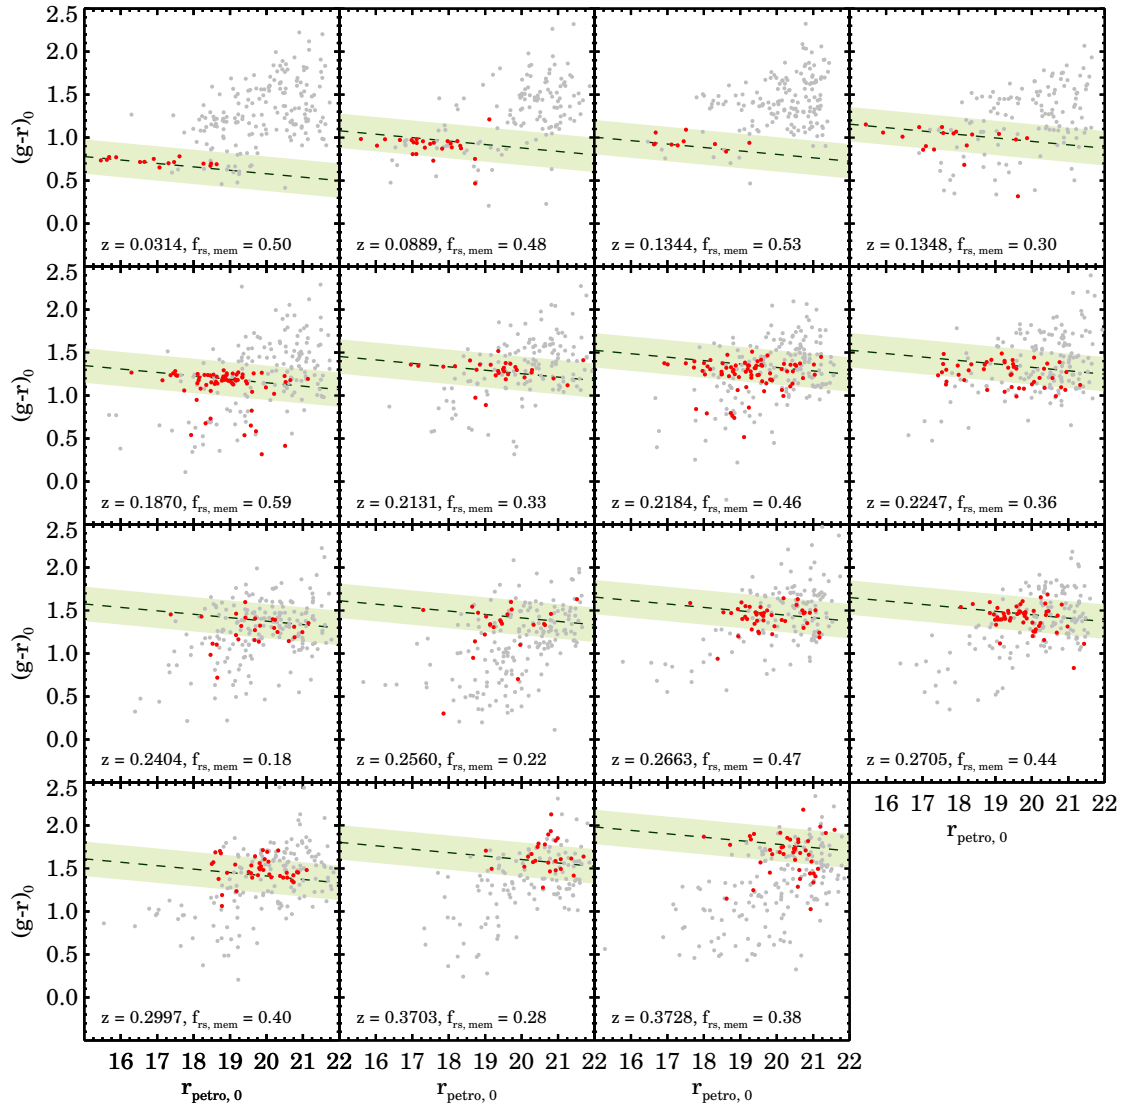 2.5
2.0
1.5
1.0
0.5
0.0
(g-r)0
z = 0.0314, frs, mem = 0.50
z = 0.0889, frs, mem = 0.48
z = 0.1344, frs, mem = 0.53
z = 0.1348, frs, mem = 0.30
2.5
2.0
1.5
1.0
0.5
0.0
(g-r)0
z = 0.1870, frs, mem = 0.59
z = 0.2131, frs, mem = 0.33
z = 0.2184, frs, mem = 0.46
z = 0.2247, frs, mem = 0.36
2.5
2.0
1.5
1.0
0.5
0.0
(g-r)0
z = 0.2404, frs, mem = 0.18
z = 0.2560, frs, mem = 0.22
z = 0.2663, frs, mem = 0.47
z = 0.2705, frs, mem = 0.44
16 17 18 19 20 21 22
rpetro, 0
2.5
2.0
1.5
1.0
0.5
0.0
(g-r)0
z = 0.2997, frs, mem = 0.40
z = 0.3703, frs, mem = 0.28
z = 0.3728, frs, mem = 0.38
16 17 18 19 20 21 22
16 17 18 19 20 21 22
16 17 18 19 20 21 22
rpetro, 0
rpetro, 0
rpetro, 0